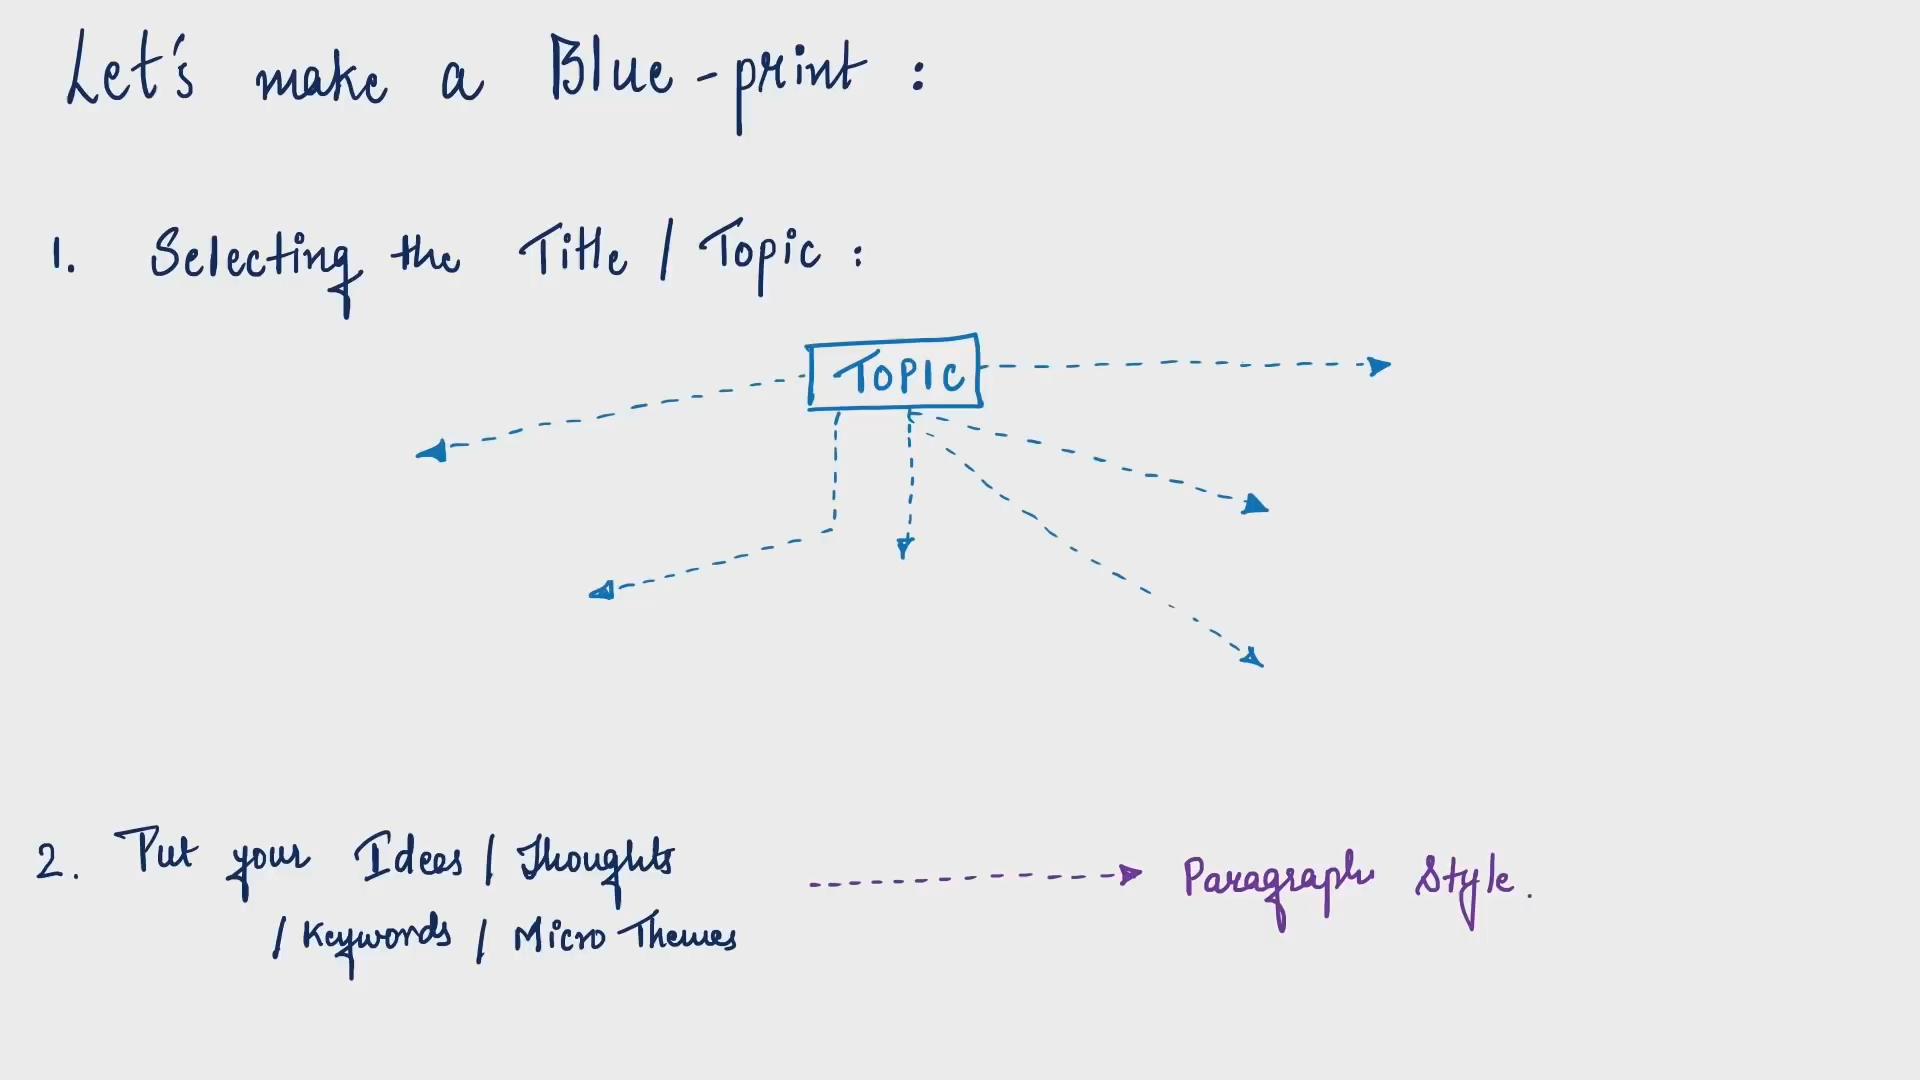 Let's make a Blue-print :
1. Selecting the Title / Topic :
TOPIC
2. Put your Ideas / Thoughts
/ Keywords / Micro Themes
Paragraph Style.